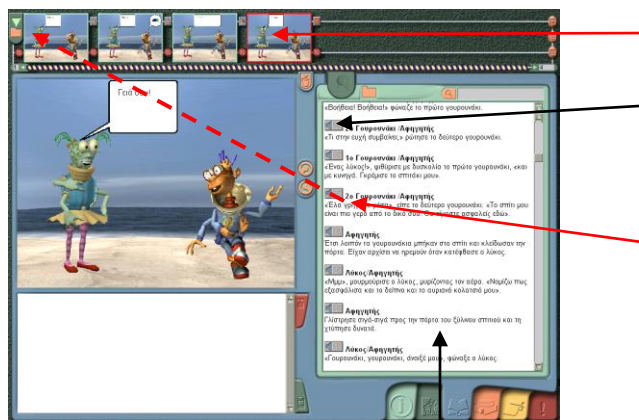 Γειά σου!
«Βοήθεια! Βοήθεια!» φώναζε το πρώτο γουρουνάκι.
2ο Γουρουνάκι/Αφηγητής
«Τι στην ευχή συμβαίνει;» ρώτησε το δεύτερο γουρουνάκι.
1ο Γουρουνάκι/Αφηγητής
«Ένας λύκος!», ψιθύρισε με δυσκολία το πρώτο γουρουνάκι, «και
με κυνηγά. Γκρέμισε το σπιτάκι μου».
2ο Γουρουνάκι/Αφηγητής
«Έλα γρήγορα μέσα», είπε το δεύτερο γουρουνάκι. «Το σπίτι μου
είναι πιο γερό από το δικό σου. Θα είμαστε ασφαλείς εδώ».
Αφηγητής
Έτσι λοιπόν τα γουρουνάκια μπήκαν στο σπίτι και κλείδωσαν την
πόρτα. Είχαν αρχίσει να ηρεμούν όταν κατέφθασε ο λύκος.
Λύκος/Αφηγητής
«Μμμ», μουρμούρισε ο λύκος, μυρίζοντας τον αέρα. «Νομίζω πως
εξασφάλισα και το δείπνο και το αυριανό κολατσιό μου».
Αφηγητής
Γλίστρησε σιγά-σιγά προς την πόρτα του ξύλινου σπιτιού και τη
χτύπησε δυνατά.
Λύκος/Αφηγητής
«Γουρουνάκι, γουρουνάκι, άνοιξέ μου», φώναξε ο λύκος.